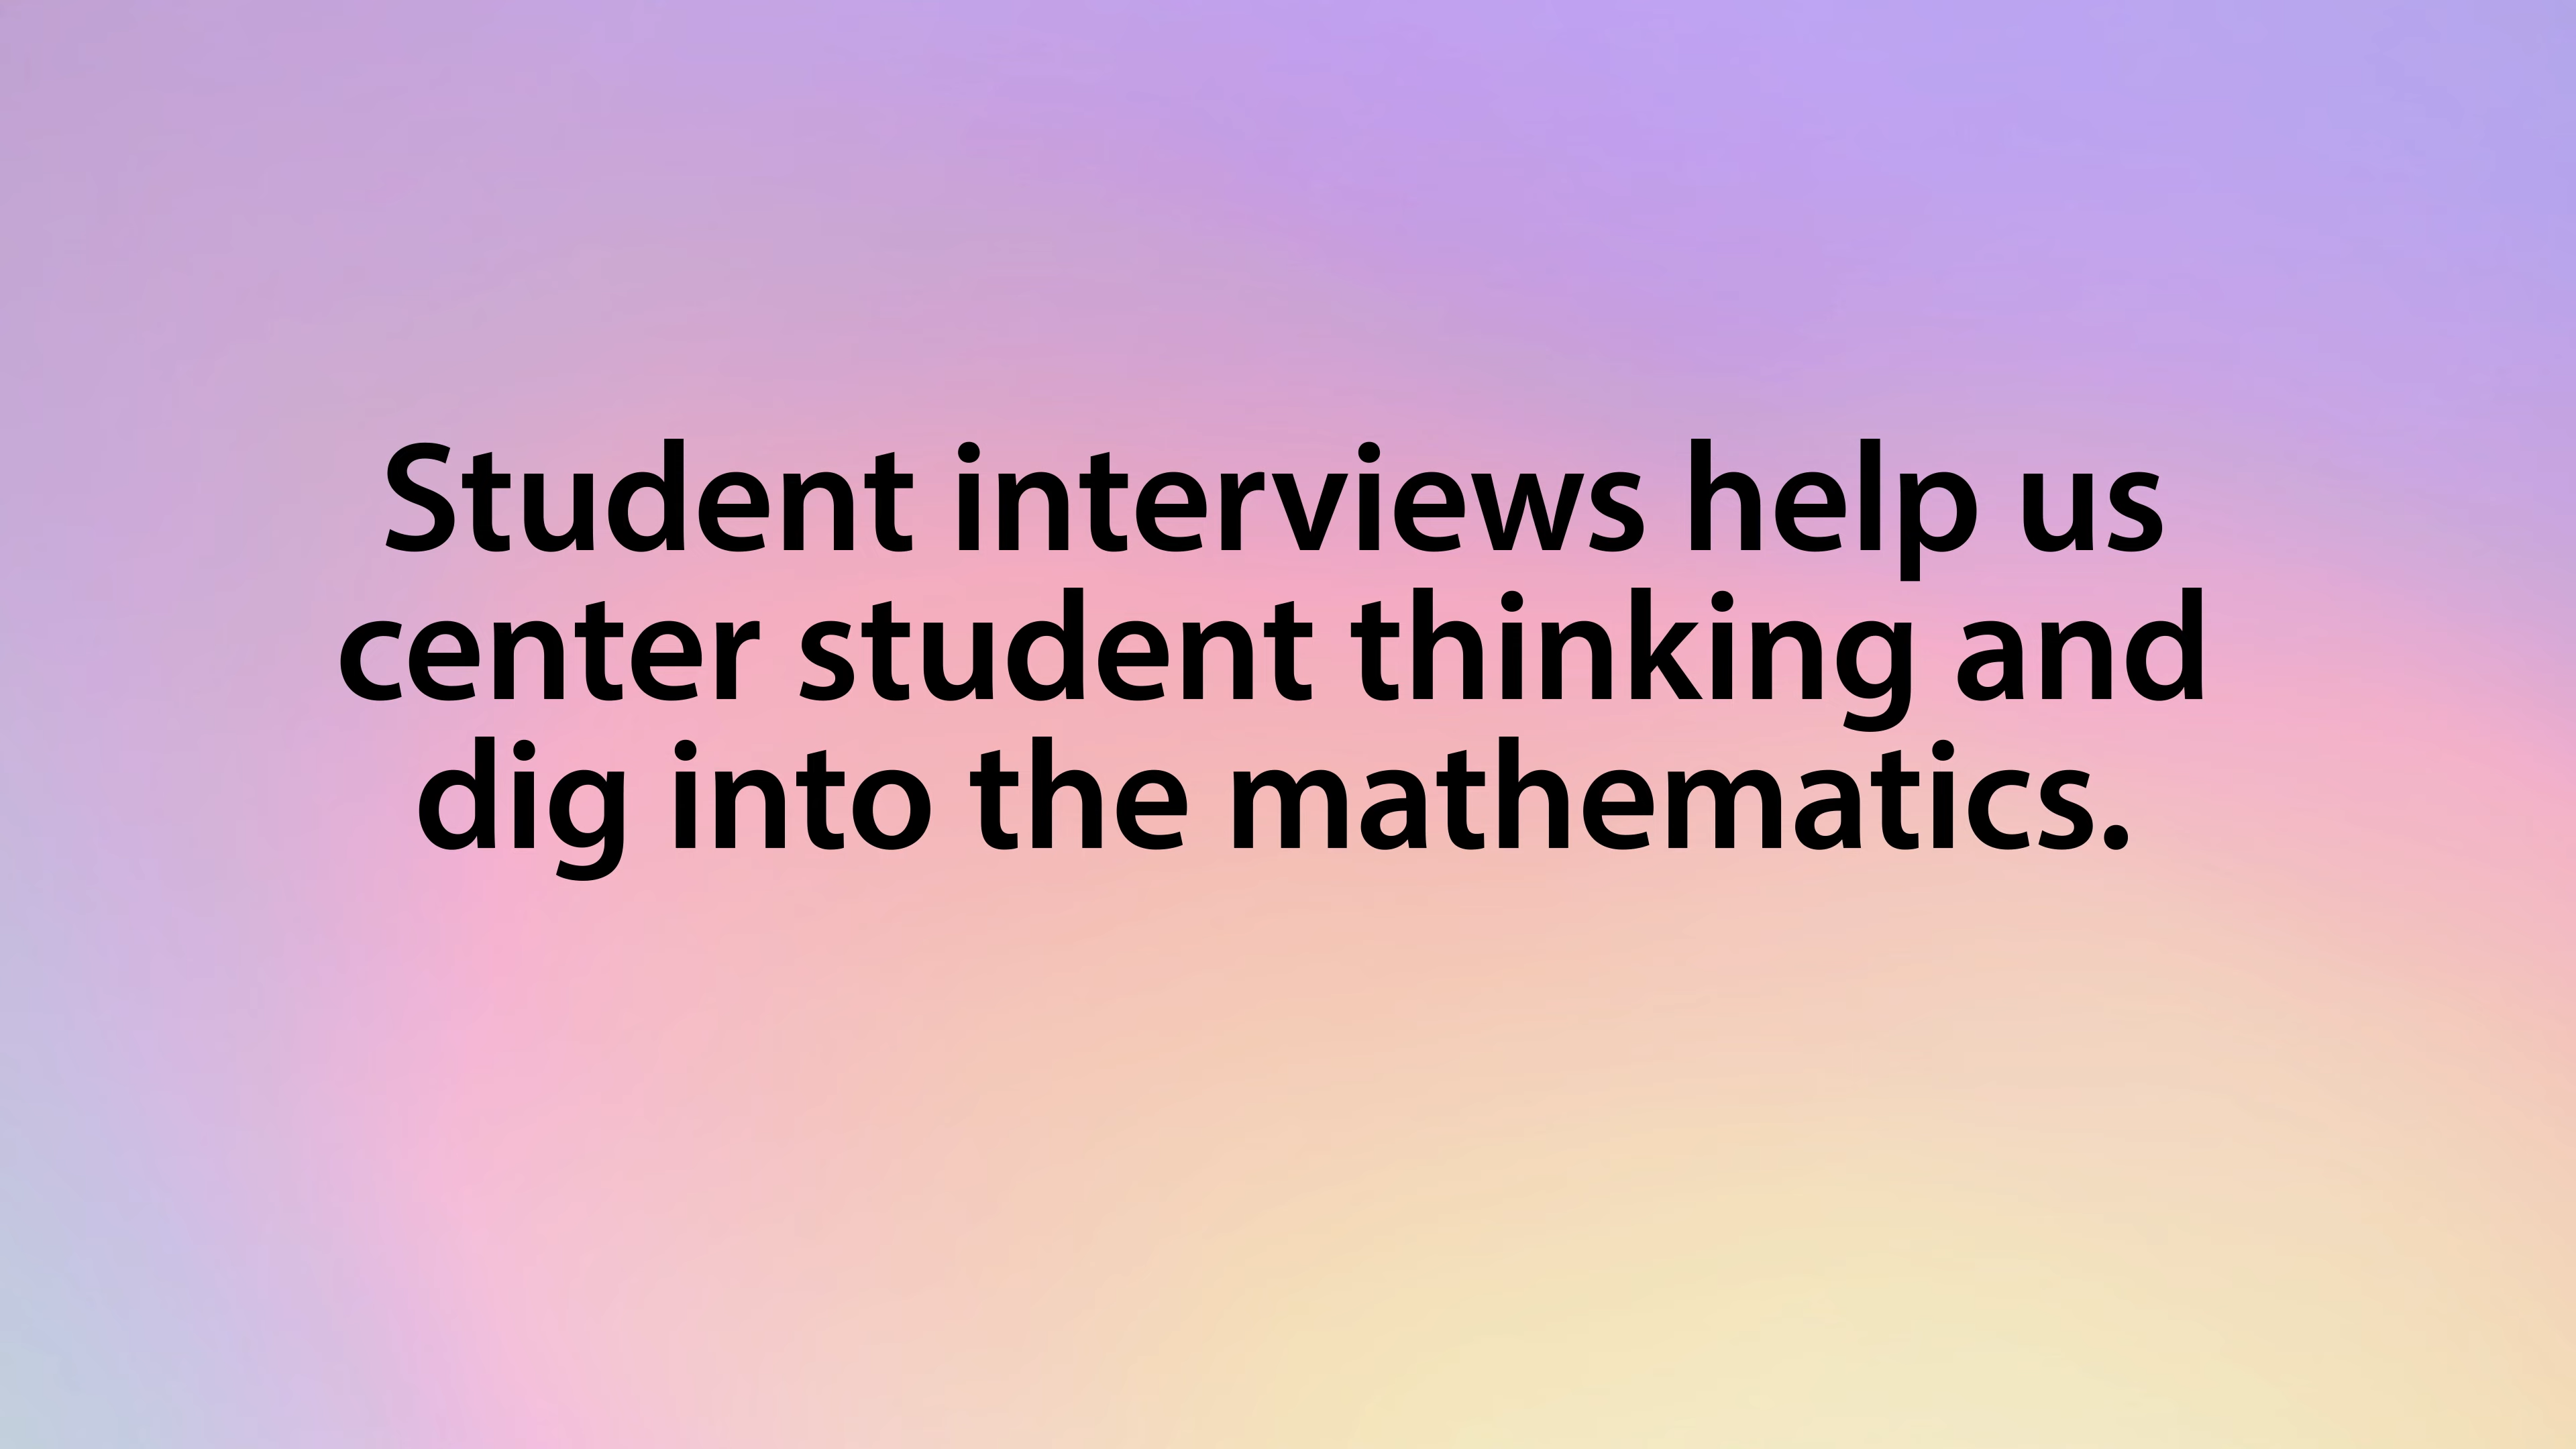 Student interviews help us
center student thinking and
dig into the mathematics.